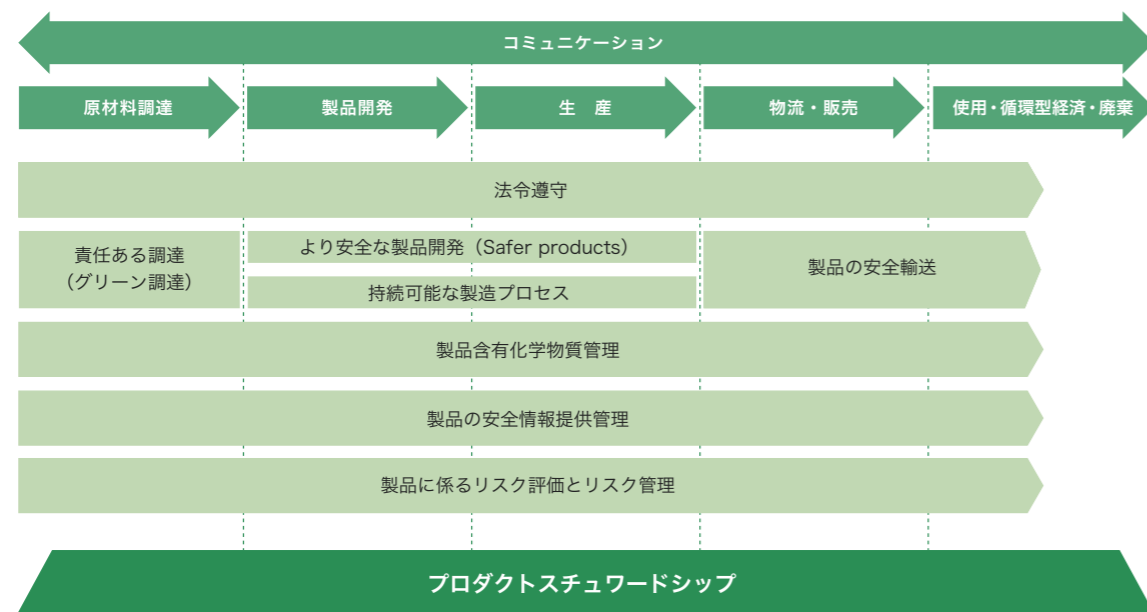 コミュニケーション
原材料調達
製品開発
生　産
物流・販売
使用・循環型経済・廃棄
法令遵守
責任ある調達
（グリーン調達）
より安全な製品開発（Safer products）
持続可能な製造プロセス
製品の安全輸送
製品含有化学物質管理
製品の安全情報提供管理
製品に係るリスク評価とリスク管理
プロダクトスチュワードシップ